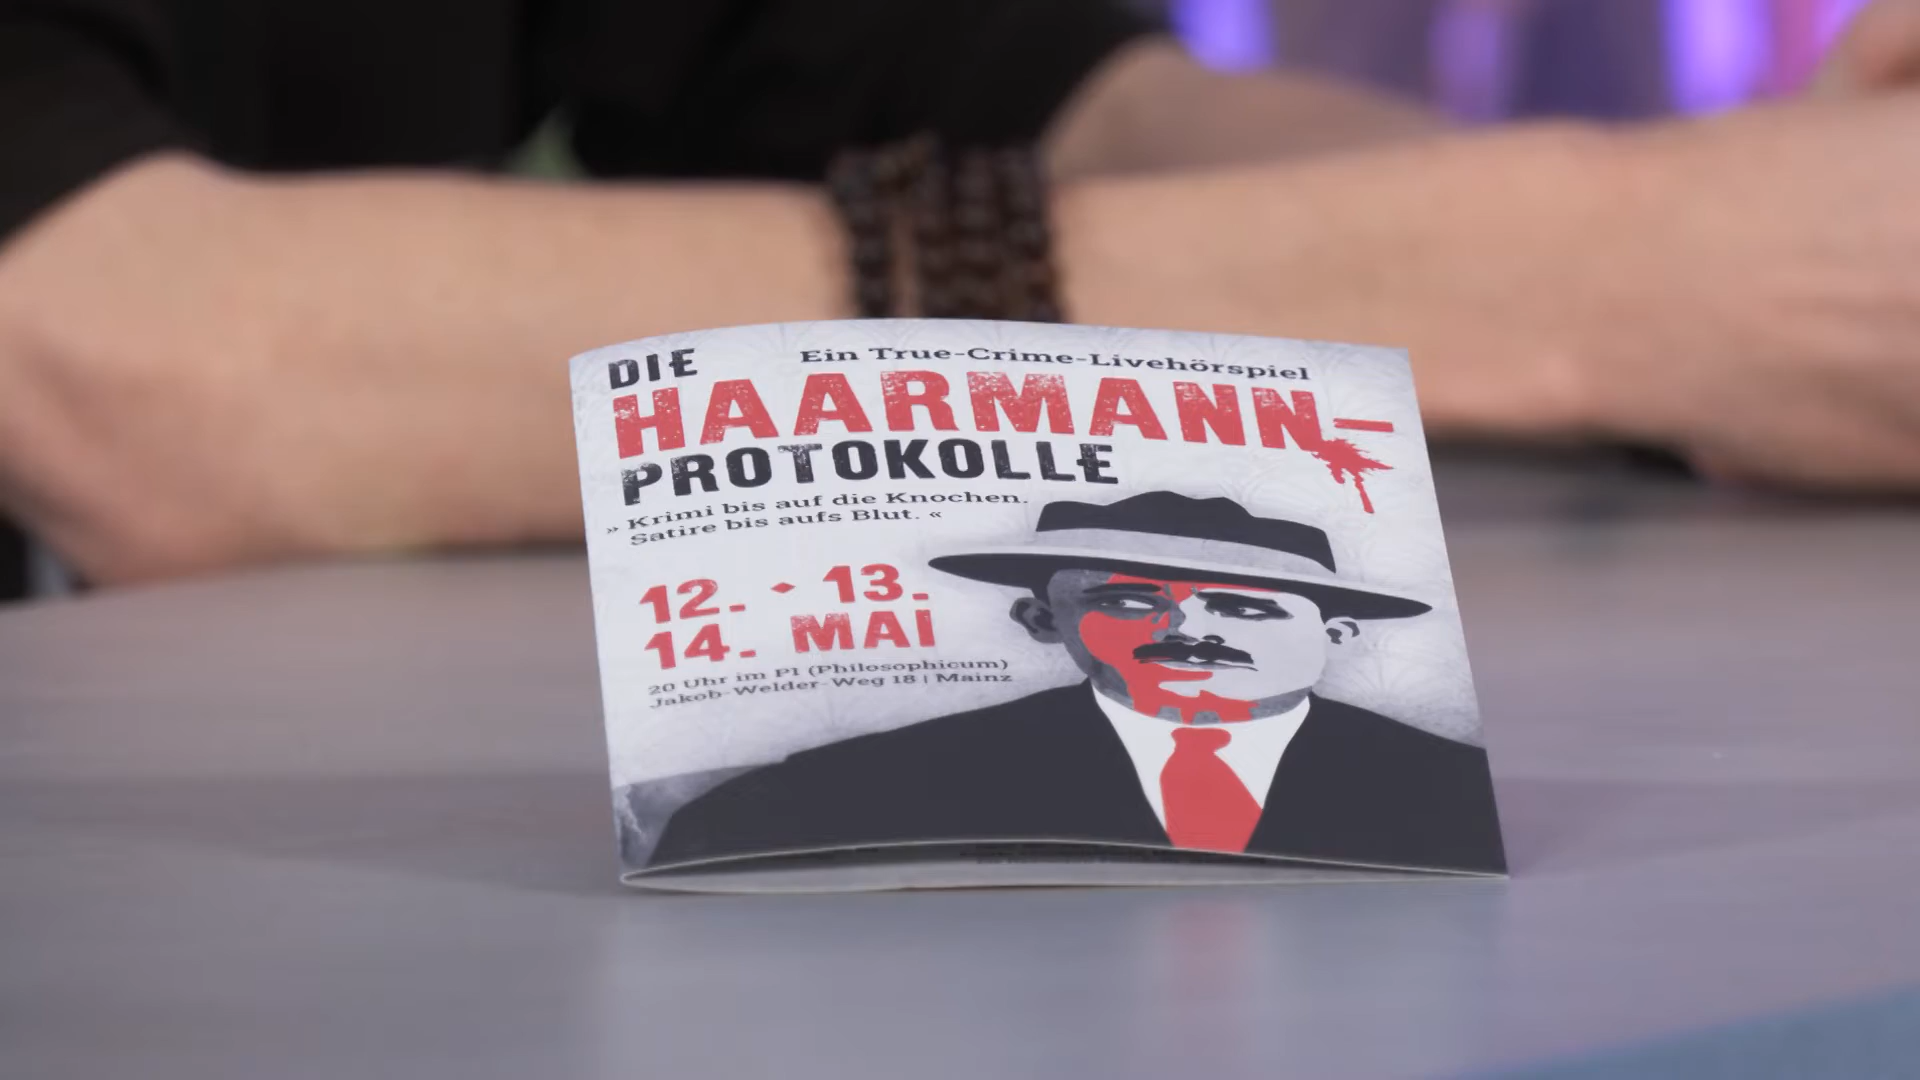 DIE
Ein True-Crime-Livehörspiel
HAARMANN-
PROTOKOLLE
» Krimi bis auf die Knochen.
Satire bis aufs Blut. «
12. • 13.
14. MAI
20 Uhr im P1 (Philosophicum)
Jakob-Welder-Weg 18 | Mainz